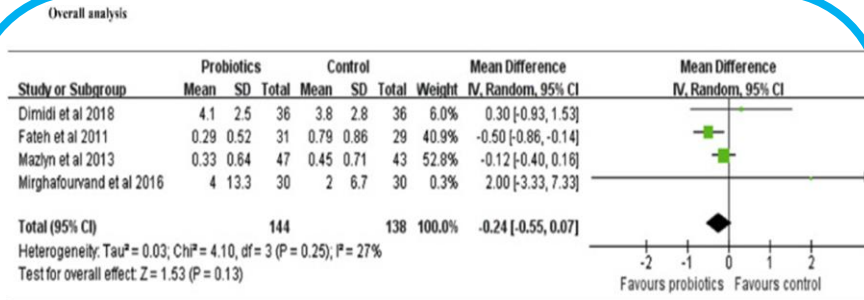 Overall analysis
Probiotics Control Mean Difference Mean Difference
Study or Subgroup Mean SD Total Mean SD Total Weight IV, Random, 95% CI IV, Random, 95% CI
Dimidi et al 2018 4.1 2.5 36 3.8 2.8 36 6.0% 0.30 [-0.93, 1.53]
Fateh et al 2011 0.29 0.52 31 0.79 0.86 29 40.9% -0.50 [-0.86, -0.14]
Mazlyn et al 2013 0.33 0.64 47 0.45 0.71 43 52.8% -0.12 [-0.40, 0.16]
Mirghafourvand et al 2016 4 13.3 30 2 6.7 30 0.3% 2.00 [-3.33, 7.33]
Total (95% CI) 144 138 100.0% -0.24 [-0.55, 0.07]
Heterogeneity: Tau² = 0.03; Chi² = 4.10, df = 3 (P = 0.25); I² = 27%
Test for overall effect: Z = 1.53 (P = 0.13)
-2 -1 0 1 2
Favours probiotics Favours control